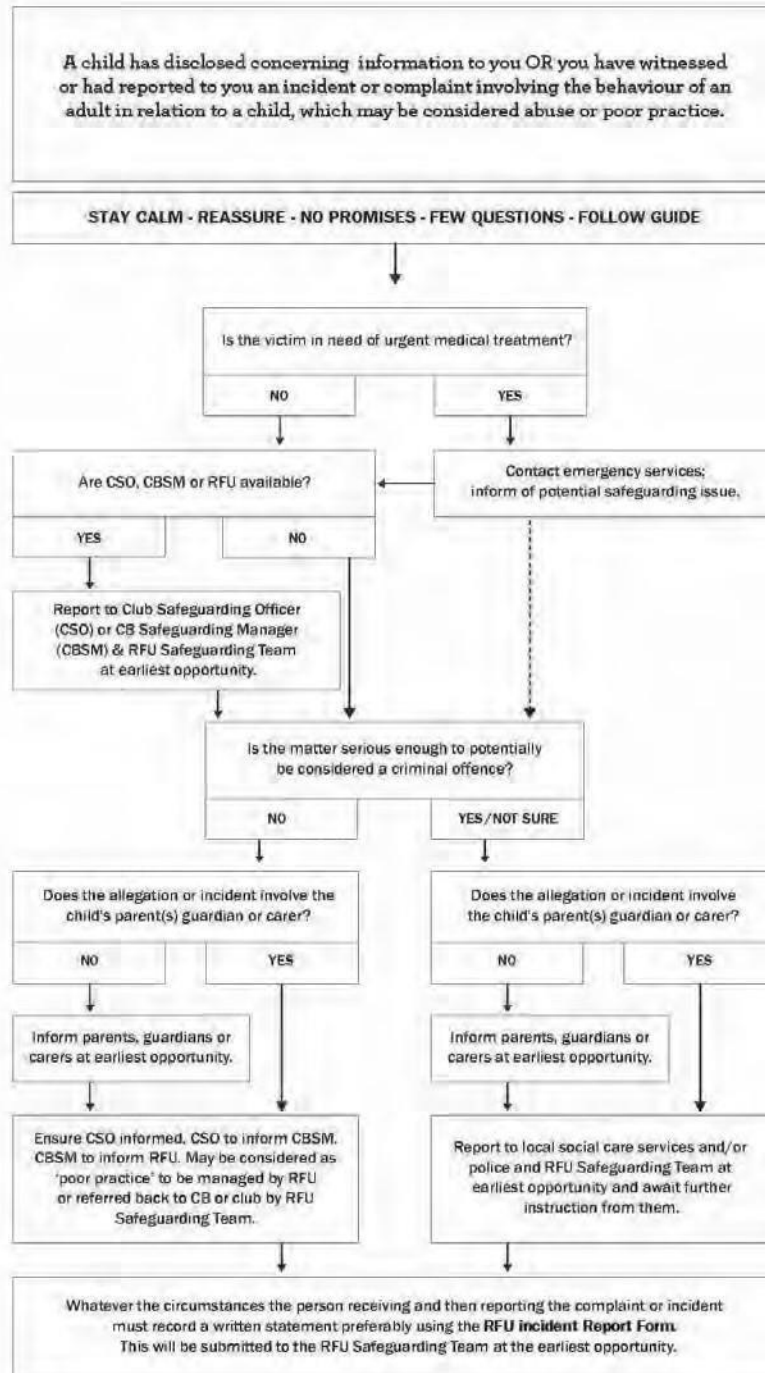 A child has disclosed concerning information to you OR you have witnessed
or had reported to you an incident or complaint involving the behaviour of an
adult in relation to a child, which may be considered abuse or poor practice.
STAY CALM - REASSURE - NO PROMISES - FEW QUESTIONS - FOLLOW GUIDE
Is the victim in need of urgent medical treatment?
NO
YES
Are CSO, CBSM or RFU available?
Contact emergency services;
inform of potential safeguarding issue.
YES
NO
Report to Club Safeguarding Officer
(CSO) or CB Safeguarding Manager
(CBSM) & RFU Safeguarding Team
at earliest opportunity.
Is the matter serious enough to potentially
be considered a criminal offence?
NO
YES/NOT SURE
Does the allegation or incident involve the
child's parent(s) guardian or carer?
NO
YES
Does the allegation or incident involve
the child's parent(s) guardian or carer?
NO
YES
Inform parents, guardians or
carers at earliest opportunity.
Inform parents, guardians or
carers at earliest opportunity.
Ensure CSO informed, CSO to inform CBSM.
CBSM to inform RFU. May be considered as
'poor practice' to be managed by RFU
or referred back to CB or club by RFU
Safeguarding Team.
Report to local social care services and/or
police and RFU Safeguarding Team at
earliest opportunity and await further
instruction from them.
Whatever the circumstances the person receiving and then reporting the complaint or incident
must record a written statement preferably using the RFU incident Report Form.
This will be submitted to the RFU Safeguarding Team at the earliest opportunity.